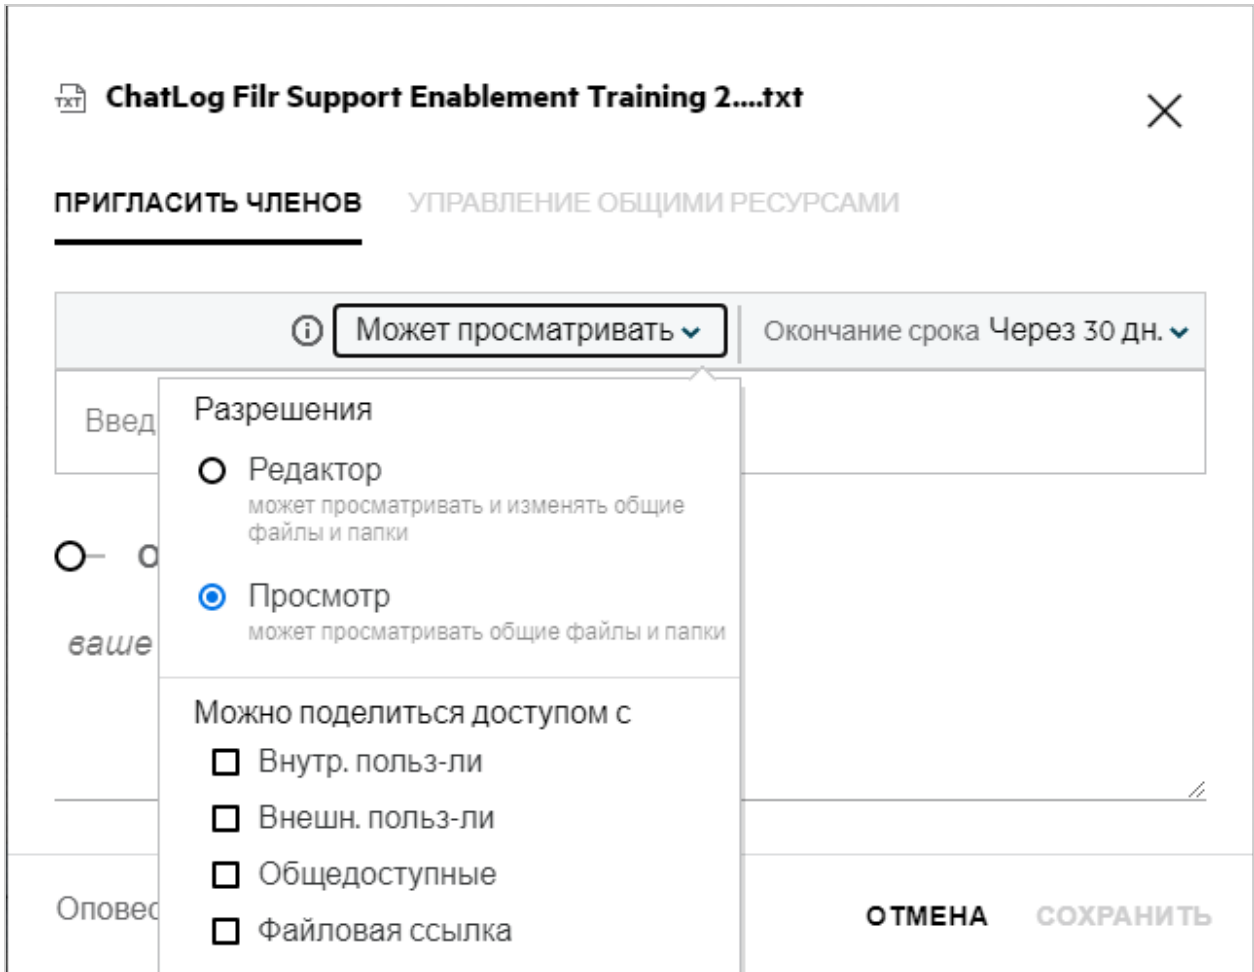 TXT ChatLog Filr Support Enablement Training 2....txt
ПРИГЛАСИТЬ ЧЛЕНОВ УПРАВЛЕНИЕ ОБЩИМИ РЕСУРСАМИ
Может просматривать Окончание срока Через 30 дн.
Введ
Разрешения
Редактор
может просматривать и изменять общие
файлы и папки
О
Просмотр
может просматривать общие файлы и папки
ваше
Можно поделиться доступом с
Внутр. польз-ли
Внешн. польз-ли
Общедоступные
Файловая ссылка
Оповес
ОТМЕНА СОХРАНИТЬ